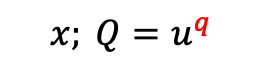 x; Q = u^q